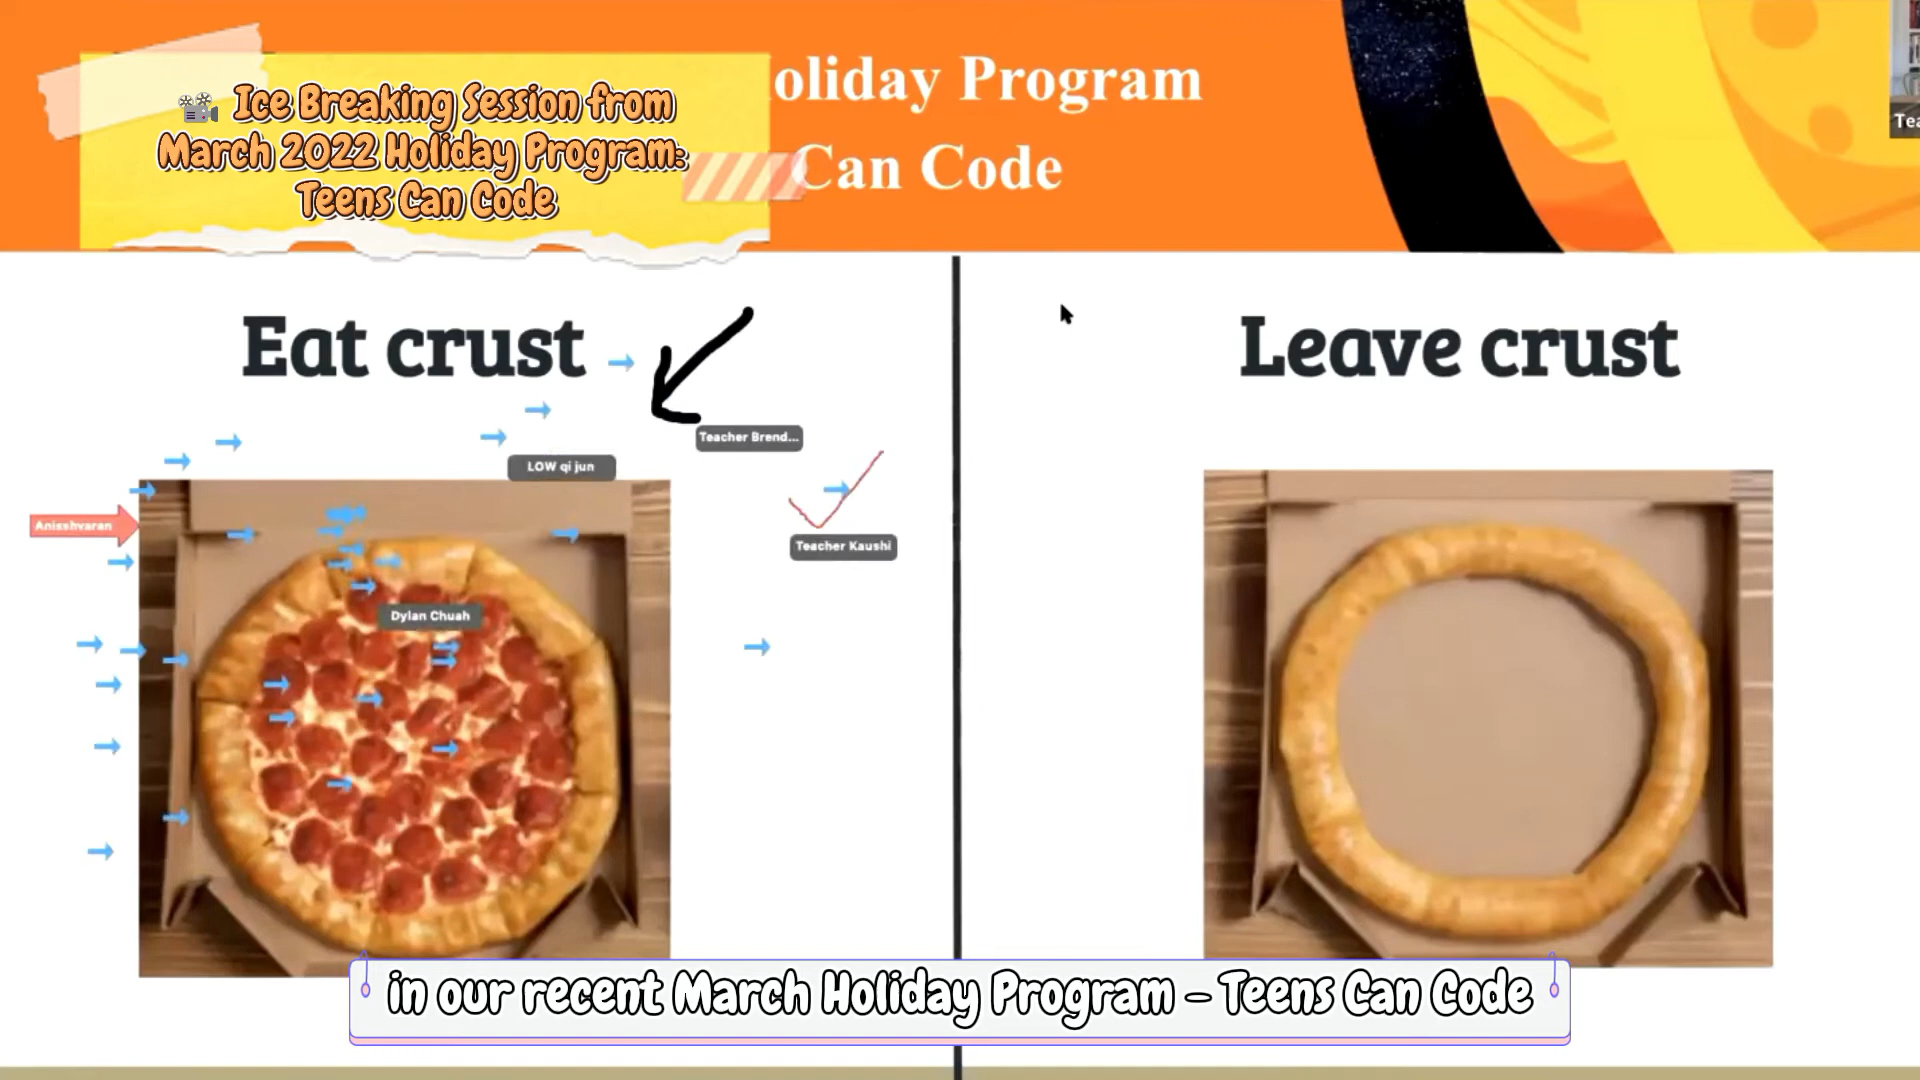 📽 Ice Breaking Session from
March 2022 Holiday Program:
Teens Can Code
oliday Program
Can Code
Tea
Eat crust
Leave crust
Teacher Brend...
LOW qi jun
Anisshvaran
Teacher Kaushi
Dylan Chuah
in our recent March Holiday Program - Teens Can Code